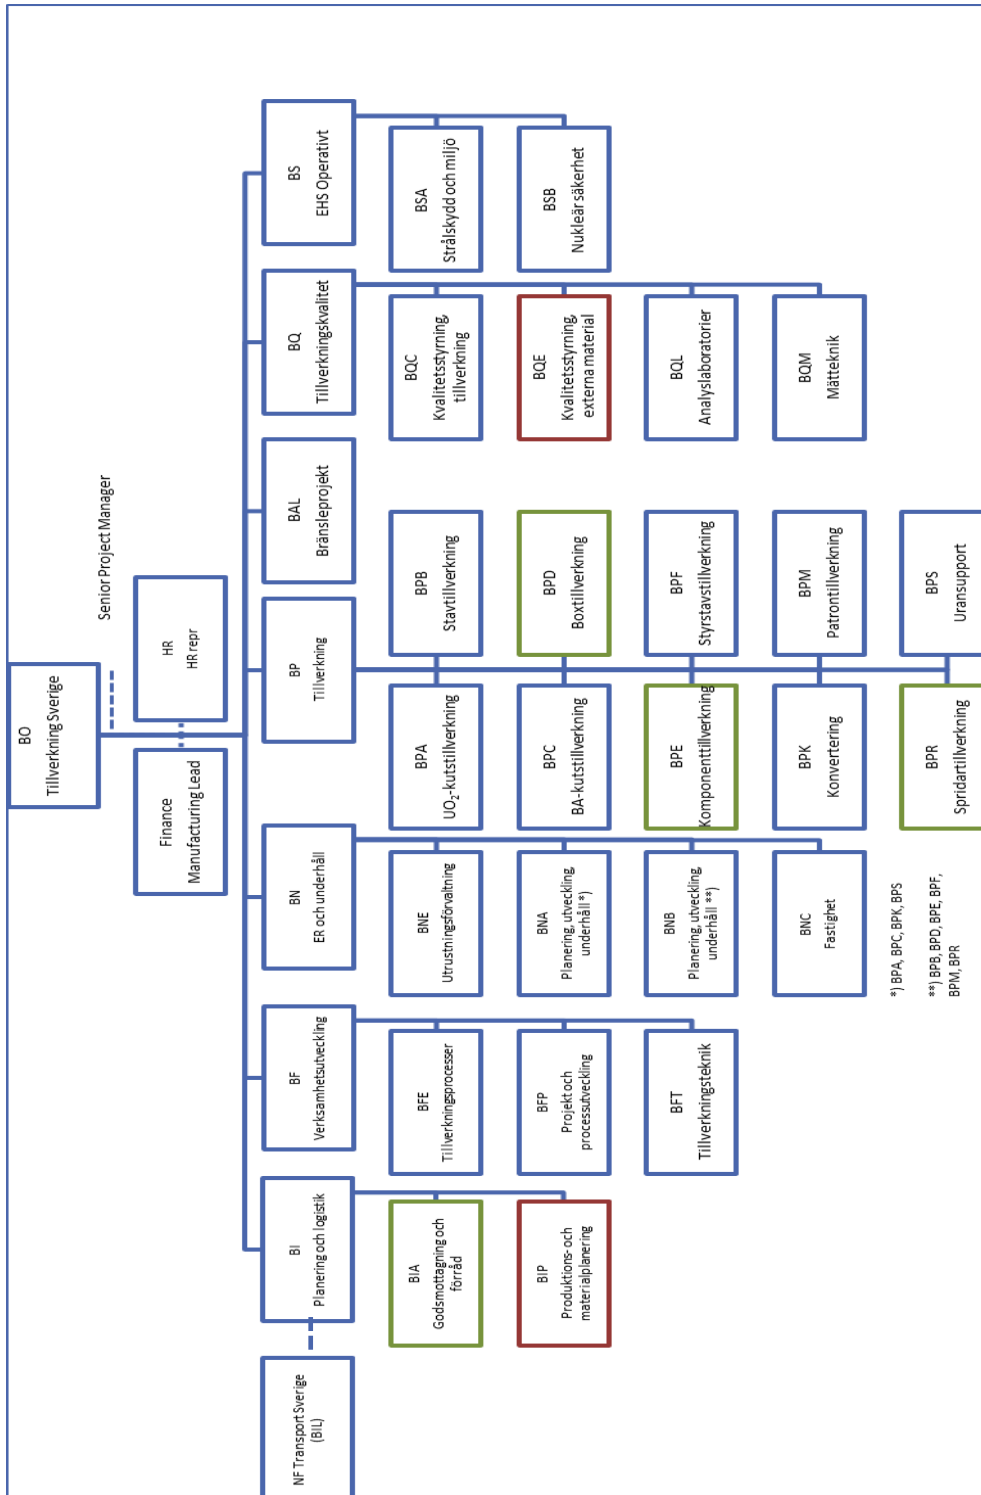 BO
Tillverkning Sverige
Senior Project Manager
Finance
Manufacturing Lead
HR
HR repr
NF Transport Sverige
(BIL)
BI
Planering och logistik
BF
Verksamhetsutveckling
BN
ER och underhåll
BP
Tillverkning
BAL
Bränsleprojekt
BQ
Tillverkningskvalitet
BS
EHS Operativt
BIA
Godsmottagning och
förråd
BFE
Tillverkningsprocesser
BNE
Utrustningsförvaltning
BPA
UO₂-kutstillverkning
BPB
Stavtillverkning
BQC
Kvalitetsstyrning,
tillverkning
BSA
Strålskydd och miljö
BIP
Produktions- och
materialplanering
BFP
Projekt och
processutveckling
BNA
Planering, utveckling
underhåll *)
BPC
BA-kutstillverkning
BPD
Boxtillverkning
BQE
Kvalitetsstyrning,
externa material
BSB
Nukleär säkerhet
BFT
Tillverkningsteknik
BNB
Planering, utveckling
underhåll **)
BPE
Komponenttillverkning
BPF
Styrstavstillverkning
BQL
Analyslaboratorier
BNC
Fastighet
BPK
Konvertering
BPM
Patrontillverkning
BQM
Mätteknik
*) BPA, BPC, BPK, BPS
**) BPB, BPD, BPE, BPF,
BPM, BPR
BPR
Spridartillverkning
BPS
Uransupport